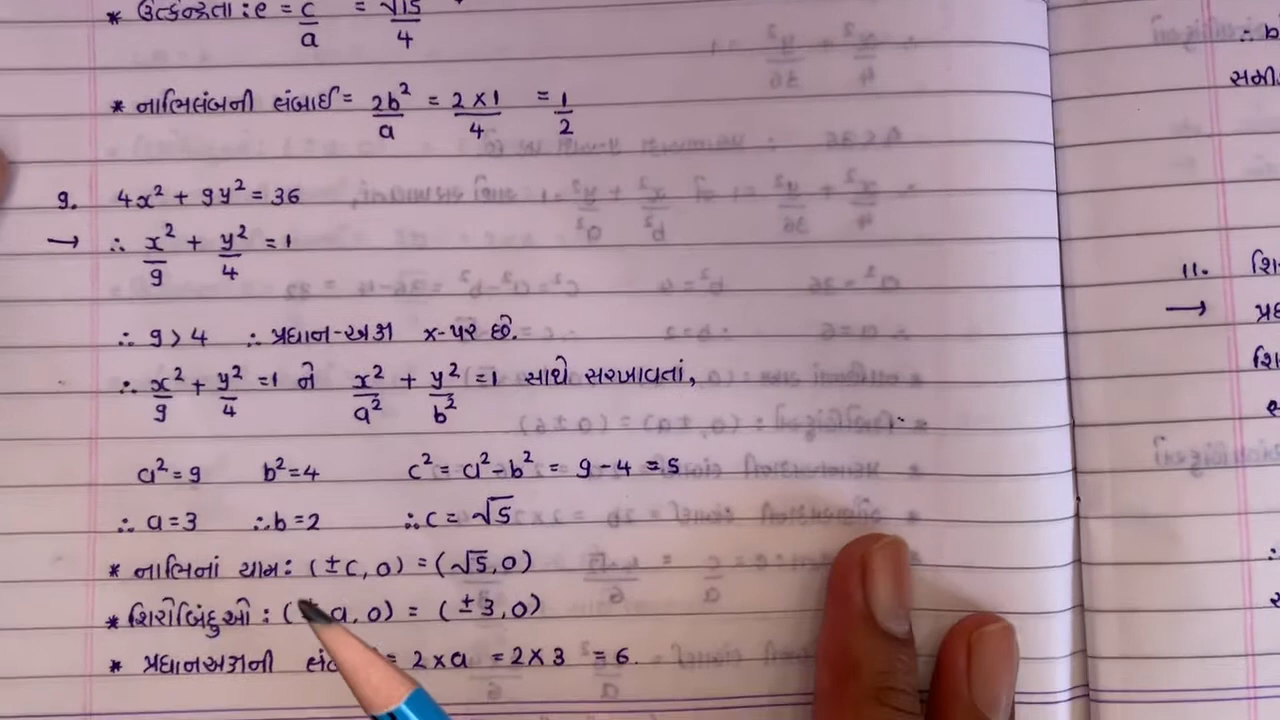 * ઉત્કેન્દ્રતા : e = c/a = √15/4
* નાભિલંબની લંબાઈ = 2b²/a = 2×1/4 = 1/2
9. 4x² + 9y² = 36
→ ∴ x²/9 + y²/4 = 1
∴ 9 > 4 ∴ પ્રધાન-અક્ષ x-પર છે.
∴ x²/9 + y²/4 = 1 ને x²/a² + y²/b² = 1 સાથે સરખાવતાં,
a² = 9 b² = 4 c² = a² - b² = 9 - 4 = 5
∴ a = 3 ∴ b = 2 ∴ c = √5
* નાભિનાં યામ : (±c, 0) = (√5, 0)
* શિરોબિંદુઓ : (± a, 0) = (±3, 0)
* પ્રધાનઅક્ષની = 2×a = 2×3 = 6.
∴ b
11.
→